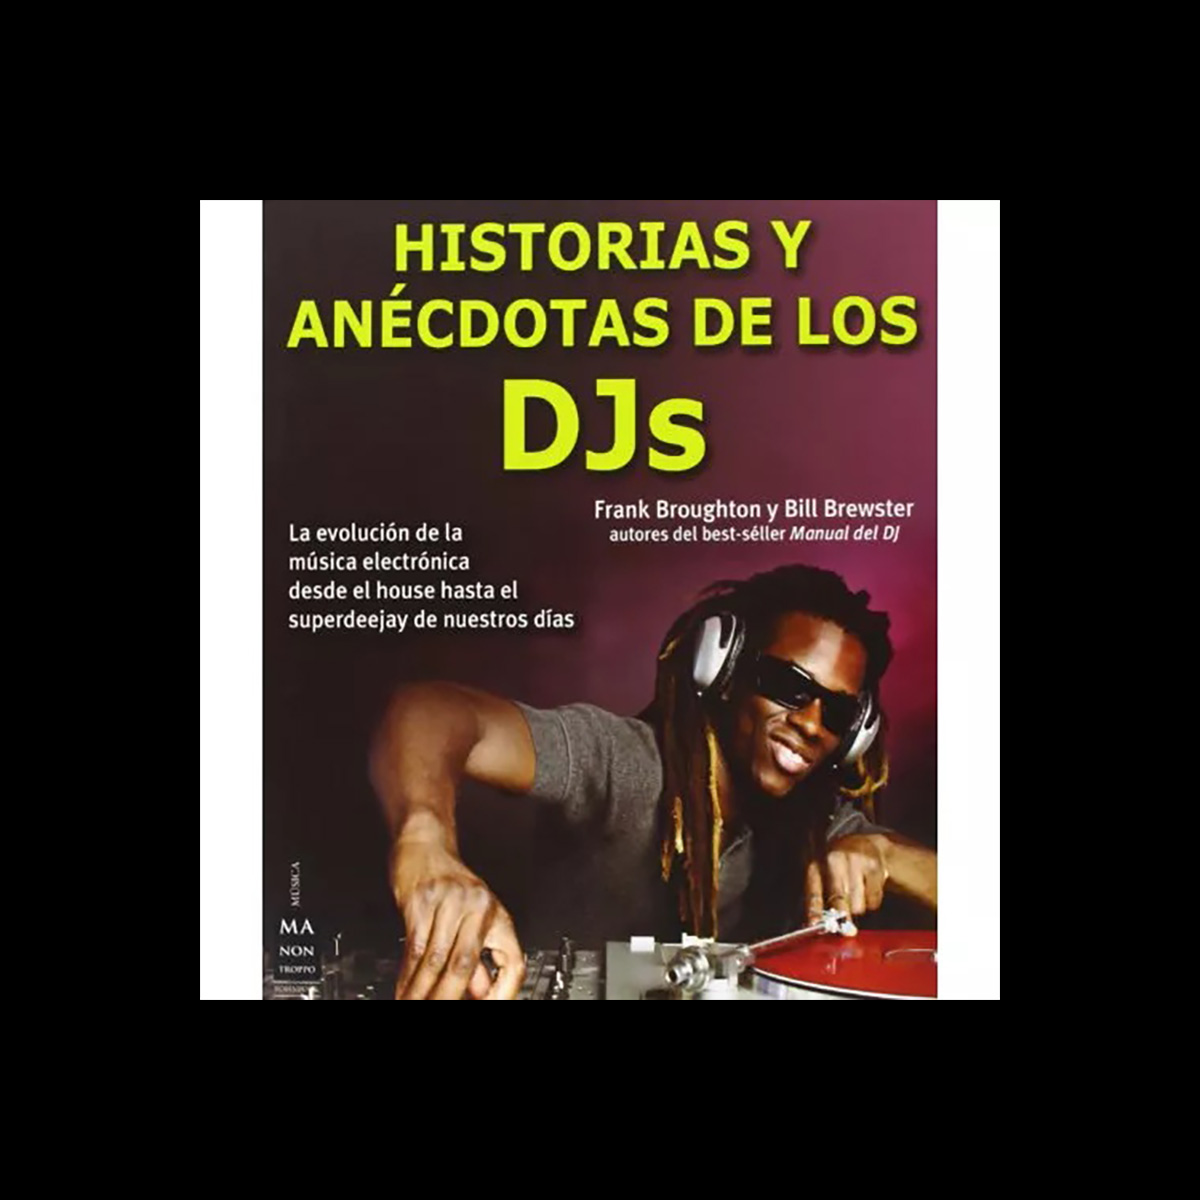 HISTORIAS Y
ANÉCDOTAS DE LOS
DJs
Frank Broughton y Bill Brewster
autores del best-séller Manual del DJ
La evolución de la
música electrónica
desde el house hasta el
superdeejay de nuestros días
MÚSICA
MA
NON
TROPPO